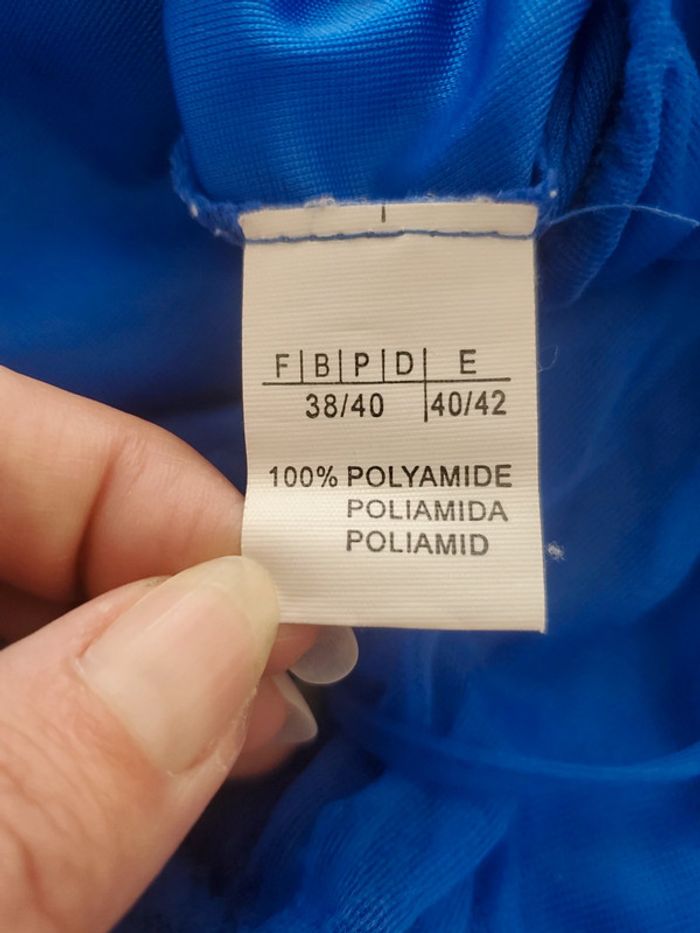 F|B|P|D| E
38/40 |40/42
100% POLYAMIDE
POLIAMIDA
POLIAMID